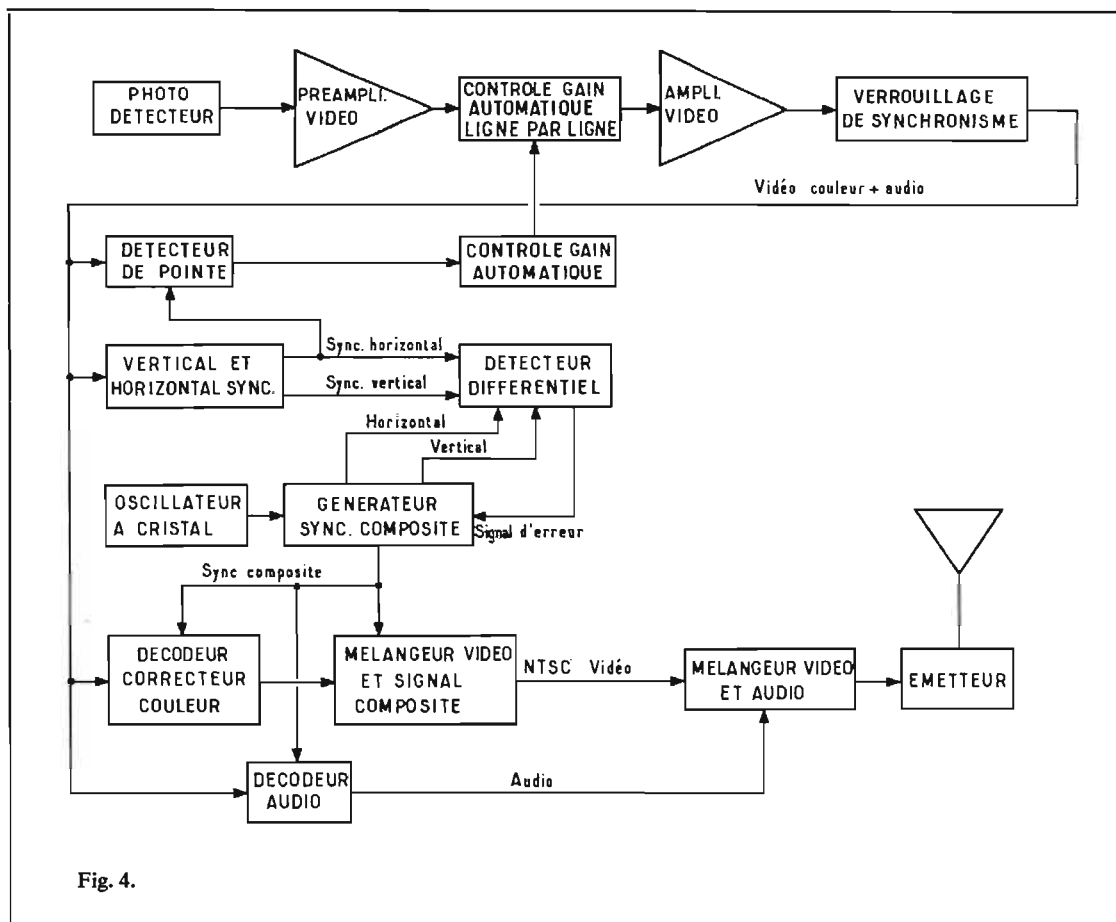 PHOTO
DETECTEUR
PREAMPLI.
VIDEO
CONTROLE GAIN
AUTOMATIQUE
LIGNE PAR LIGNE
AMPLI.
VIDEO
VERROUILLAGE
DE SYNCHRONISME
Vidéo couleur + audio
DETECTEUR
DE POINTE
CONTROLE GAIN
AUTOMATIQUE
VERTICAL ET
HORIZONTAL SYNC.
Sync. horizontal
Sync. vertical
DETECTEUR
DIFFERENTIEL
Horizontal
Vertical
OSCILLATEUR
A CRISTAL
GENERATEUR
SYNC. COMPOSITE
Signal d'erreur
Sync composite
DECODEUR
CORRECTEUR
COULEUR
MELANGEUR VIDEO
ET SIGNAL
COMPOSITE
NTSC Vidéo
MELANGEUR VIDEO
ET AUDIO
EMETTEUR
DECODEUR
AUDIO
Audio
Fig. 4.